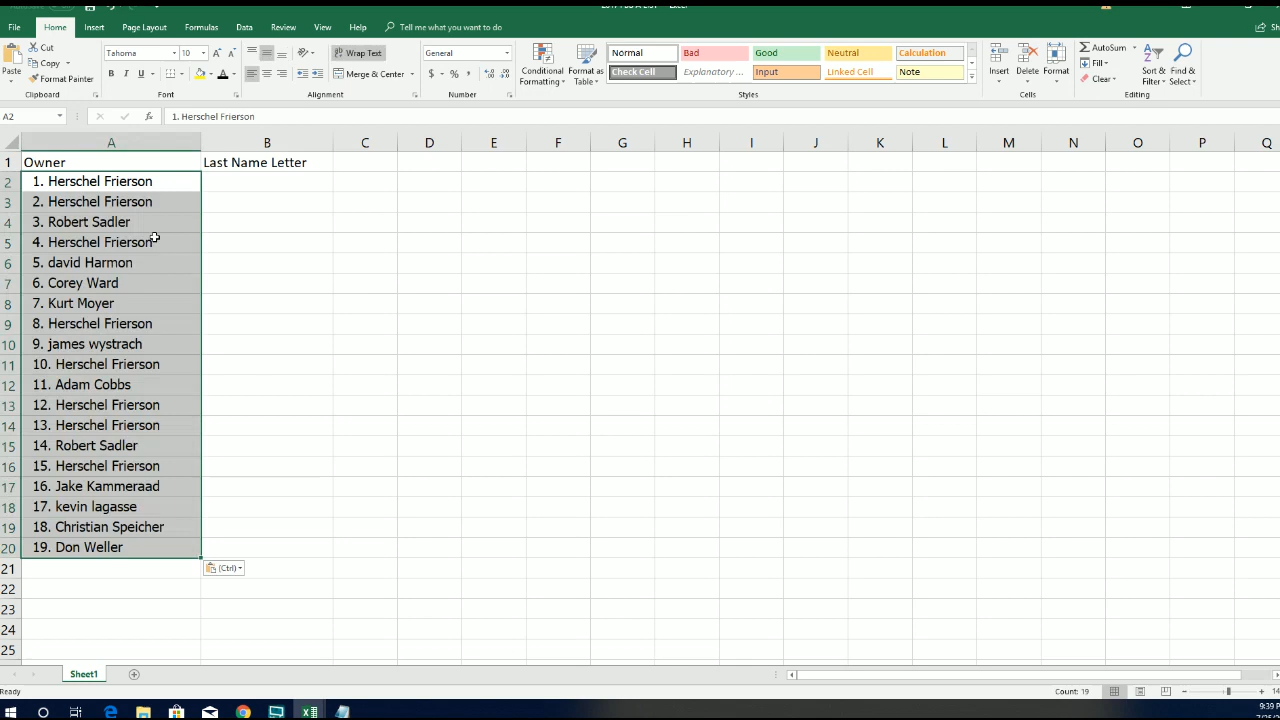 File Home Insert Page Layout Formulas Data Review View Help Tell me what you want to do
Paste Cut Copy Format Painter Clipboard
Tahoma 10 Font
Wrap Text Merge & Center Alignment
General $ % Number
Conditional Formatting Format as Table
Normal Bad Good Neutral Calculation
Check Cell Explanatory ... Input Linked Cell Note
Styles
Insert Delete Format Cells
AutoSum Fill Clear Sort & Filter Find & Select Editing
A2 fx 1. Herschel Frierson
A B C D E F G H I J K L M N O P Q
1 Owner Last Name Letter
2 1. Herschel Frierson
3 2. Herschel Frierson
4 3. Robert Sadler
5 4. Herschel Frierson
6 5. david Harmon
7 6. Corey Ward
8 7. Kurt Moyer
9 8. Herschel Frierson
10 9. james wystrach
11 10. Herschel Frierson
12 11. Adam Cobbs
13 12. Herschel Frierson
14 13. Herschel Frierson
15 14. Robert Sadler
16 15. Herschel Frierson
17 16. Jake Kammeraad
18 17. kevin lagasse
19 18. Christian Speicher
20 19. Don Weller
21 (Ctrl)
22
23
24
25
Sheet1
Ready Count: 19
9:39 P